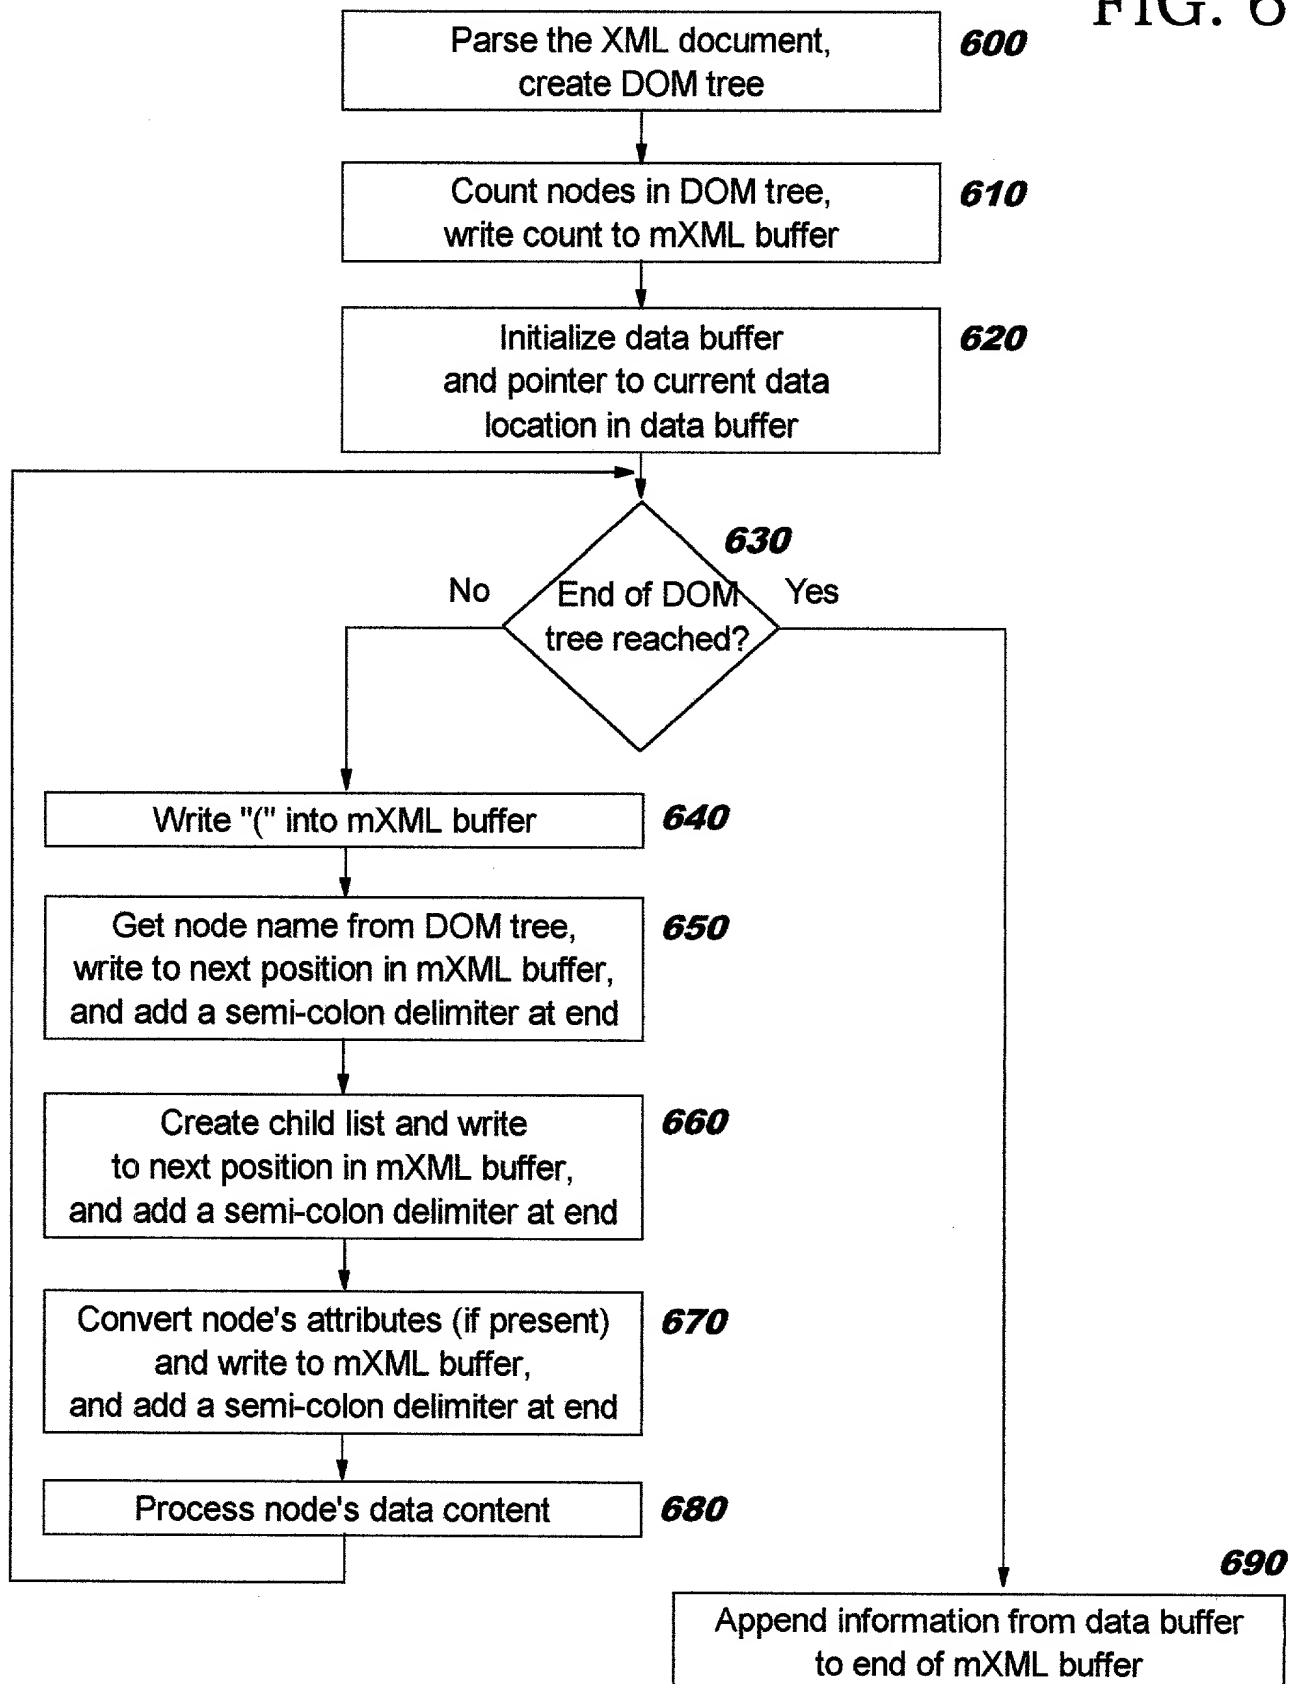 FIG. 6
Parse the XML document,
create DOM tree
600
Count nodes in DOM tree,
write count to mXML buffer
610
Initialize data buffer
and pointer to current data
location in data buffer
620
630
No
End of DOM
tree reached?
Yes
Write "(" into mXML buffer
640
Get node name from DOM tree,
write to next position in mXML buffer,
and add a semi-colon delimiter at end
650
Create child list and write
to next position in mXML buffer,
and add a semi-colon delimiter at end
660
Convert node's attributes (if present)
and write to mXML buffer,
and add a semi-colon delimiter at end
670
Process node's data content
680
690
Append information from data buffer
to end of mXML buffer